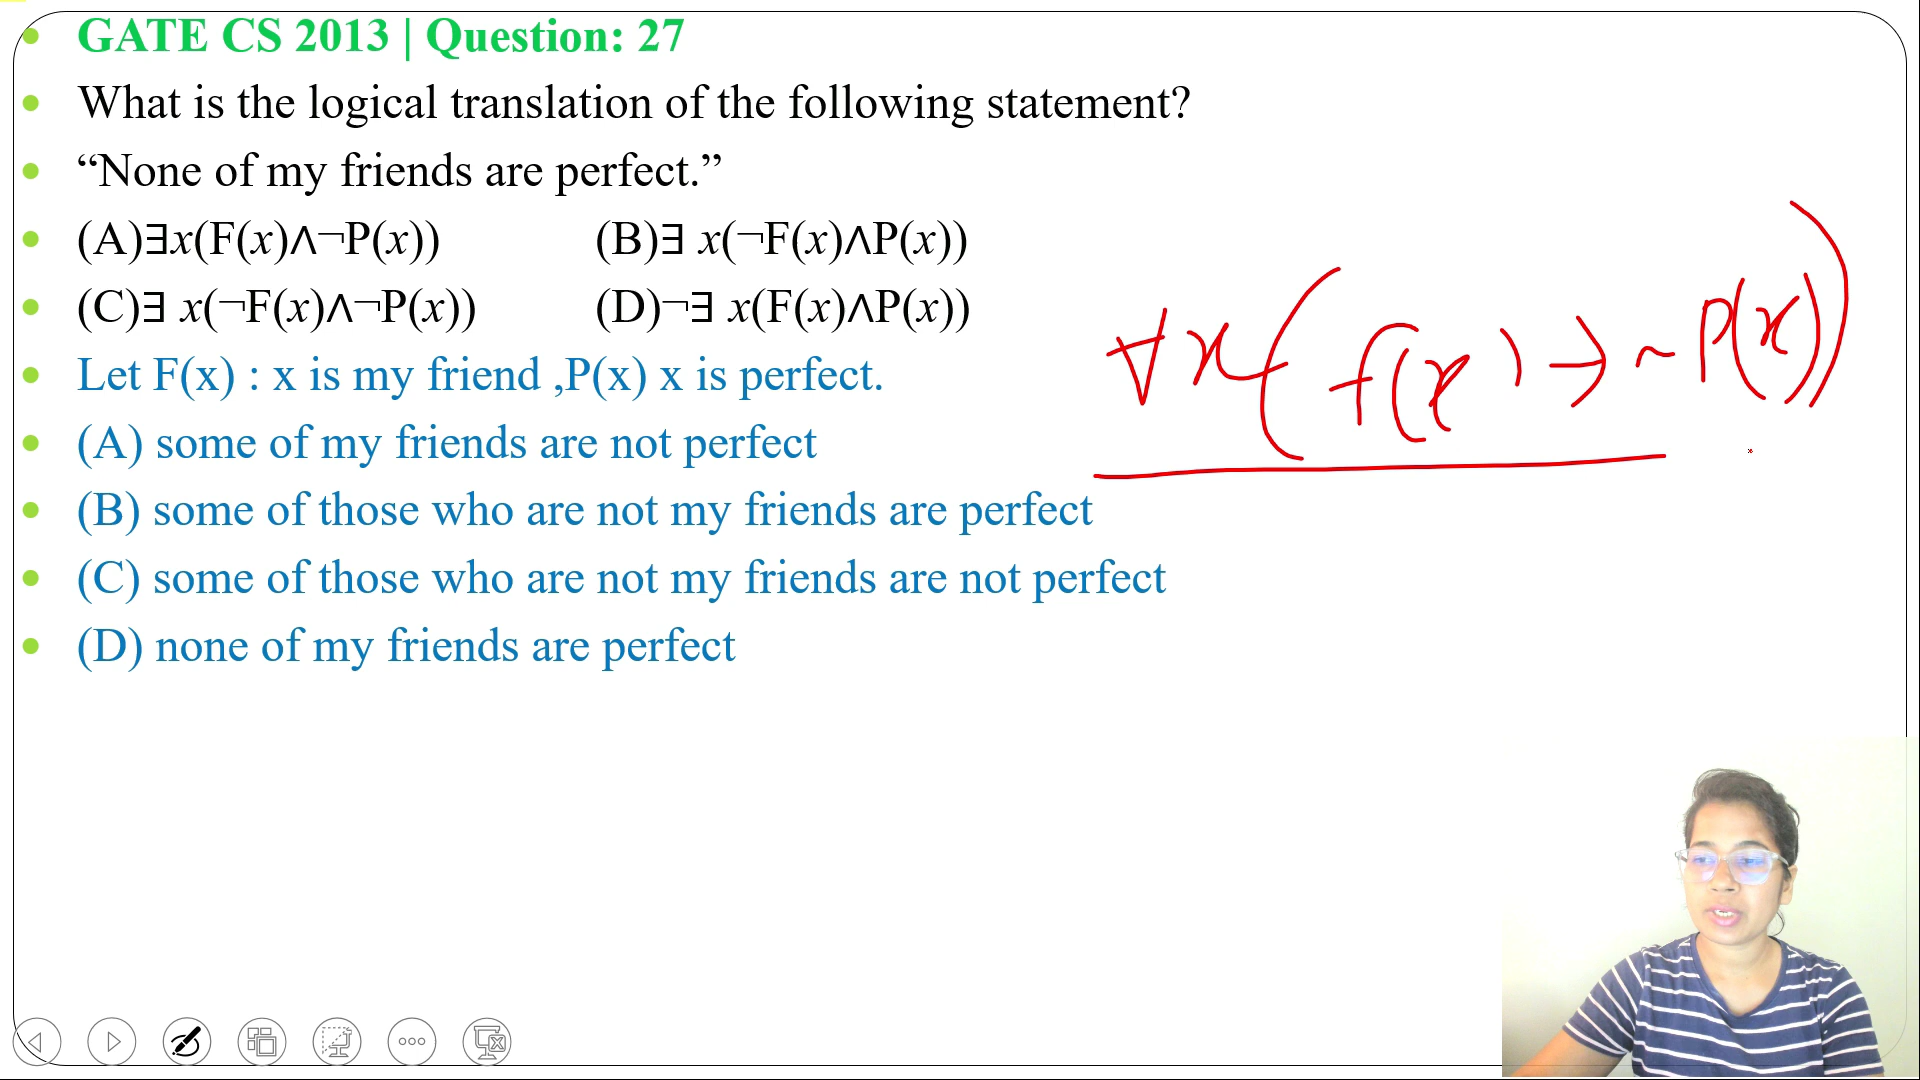 GATE CS 2013 | Question: 27
What is the logical translation of the following statement?
“None of my friends are perfect.”
(A)∃x(F(x)∧¬P(x)) (B)∃ x(¬F(x)∧P(x))
(C)∃ x(¬F(x)∧¬P(x)) (D)¬∃ x(F(x)∧P(x))
Let F(x) : x is my friend ,P(x) x is perfect.
(A) some of my friends are not perfect
(B) some of those who are not my friends are perfect
(C) some of those who are not my friends are not perfect
(D) none of my friends are perfect
∀x(f(x)→~P(x))